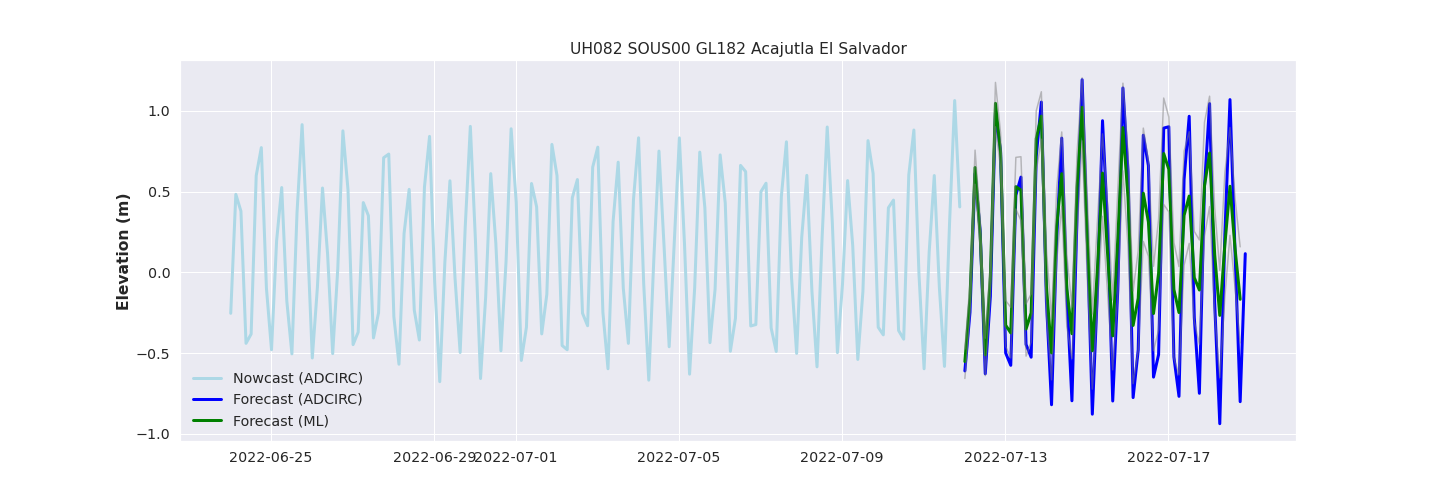 UH082 SOUS00 GL182 Acajutla El Salvador
Elevation (m)
1.0
0.5
0.0
−0.5
−1.0
Nowcast (ADCIRC)
Forecast (ADCIRC)
Forecast (ML)
2022-06-25
2022-06-29
2022-07-01
2022-07-05
2022-07-09
2022-07-13
2022-07-17